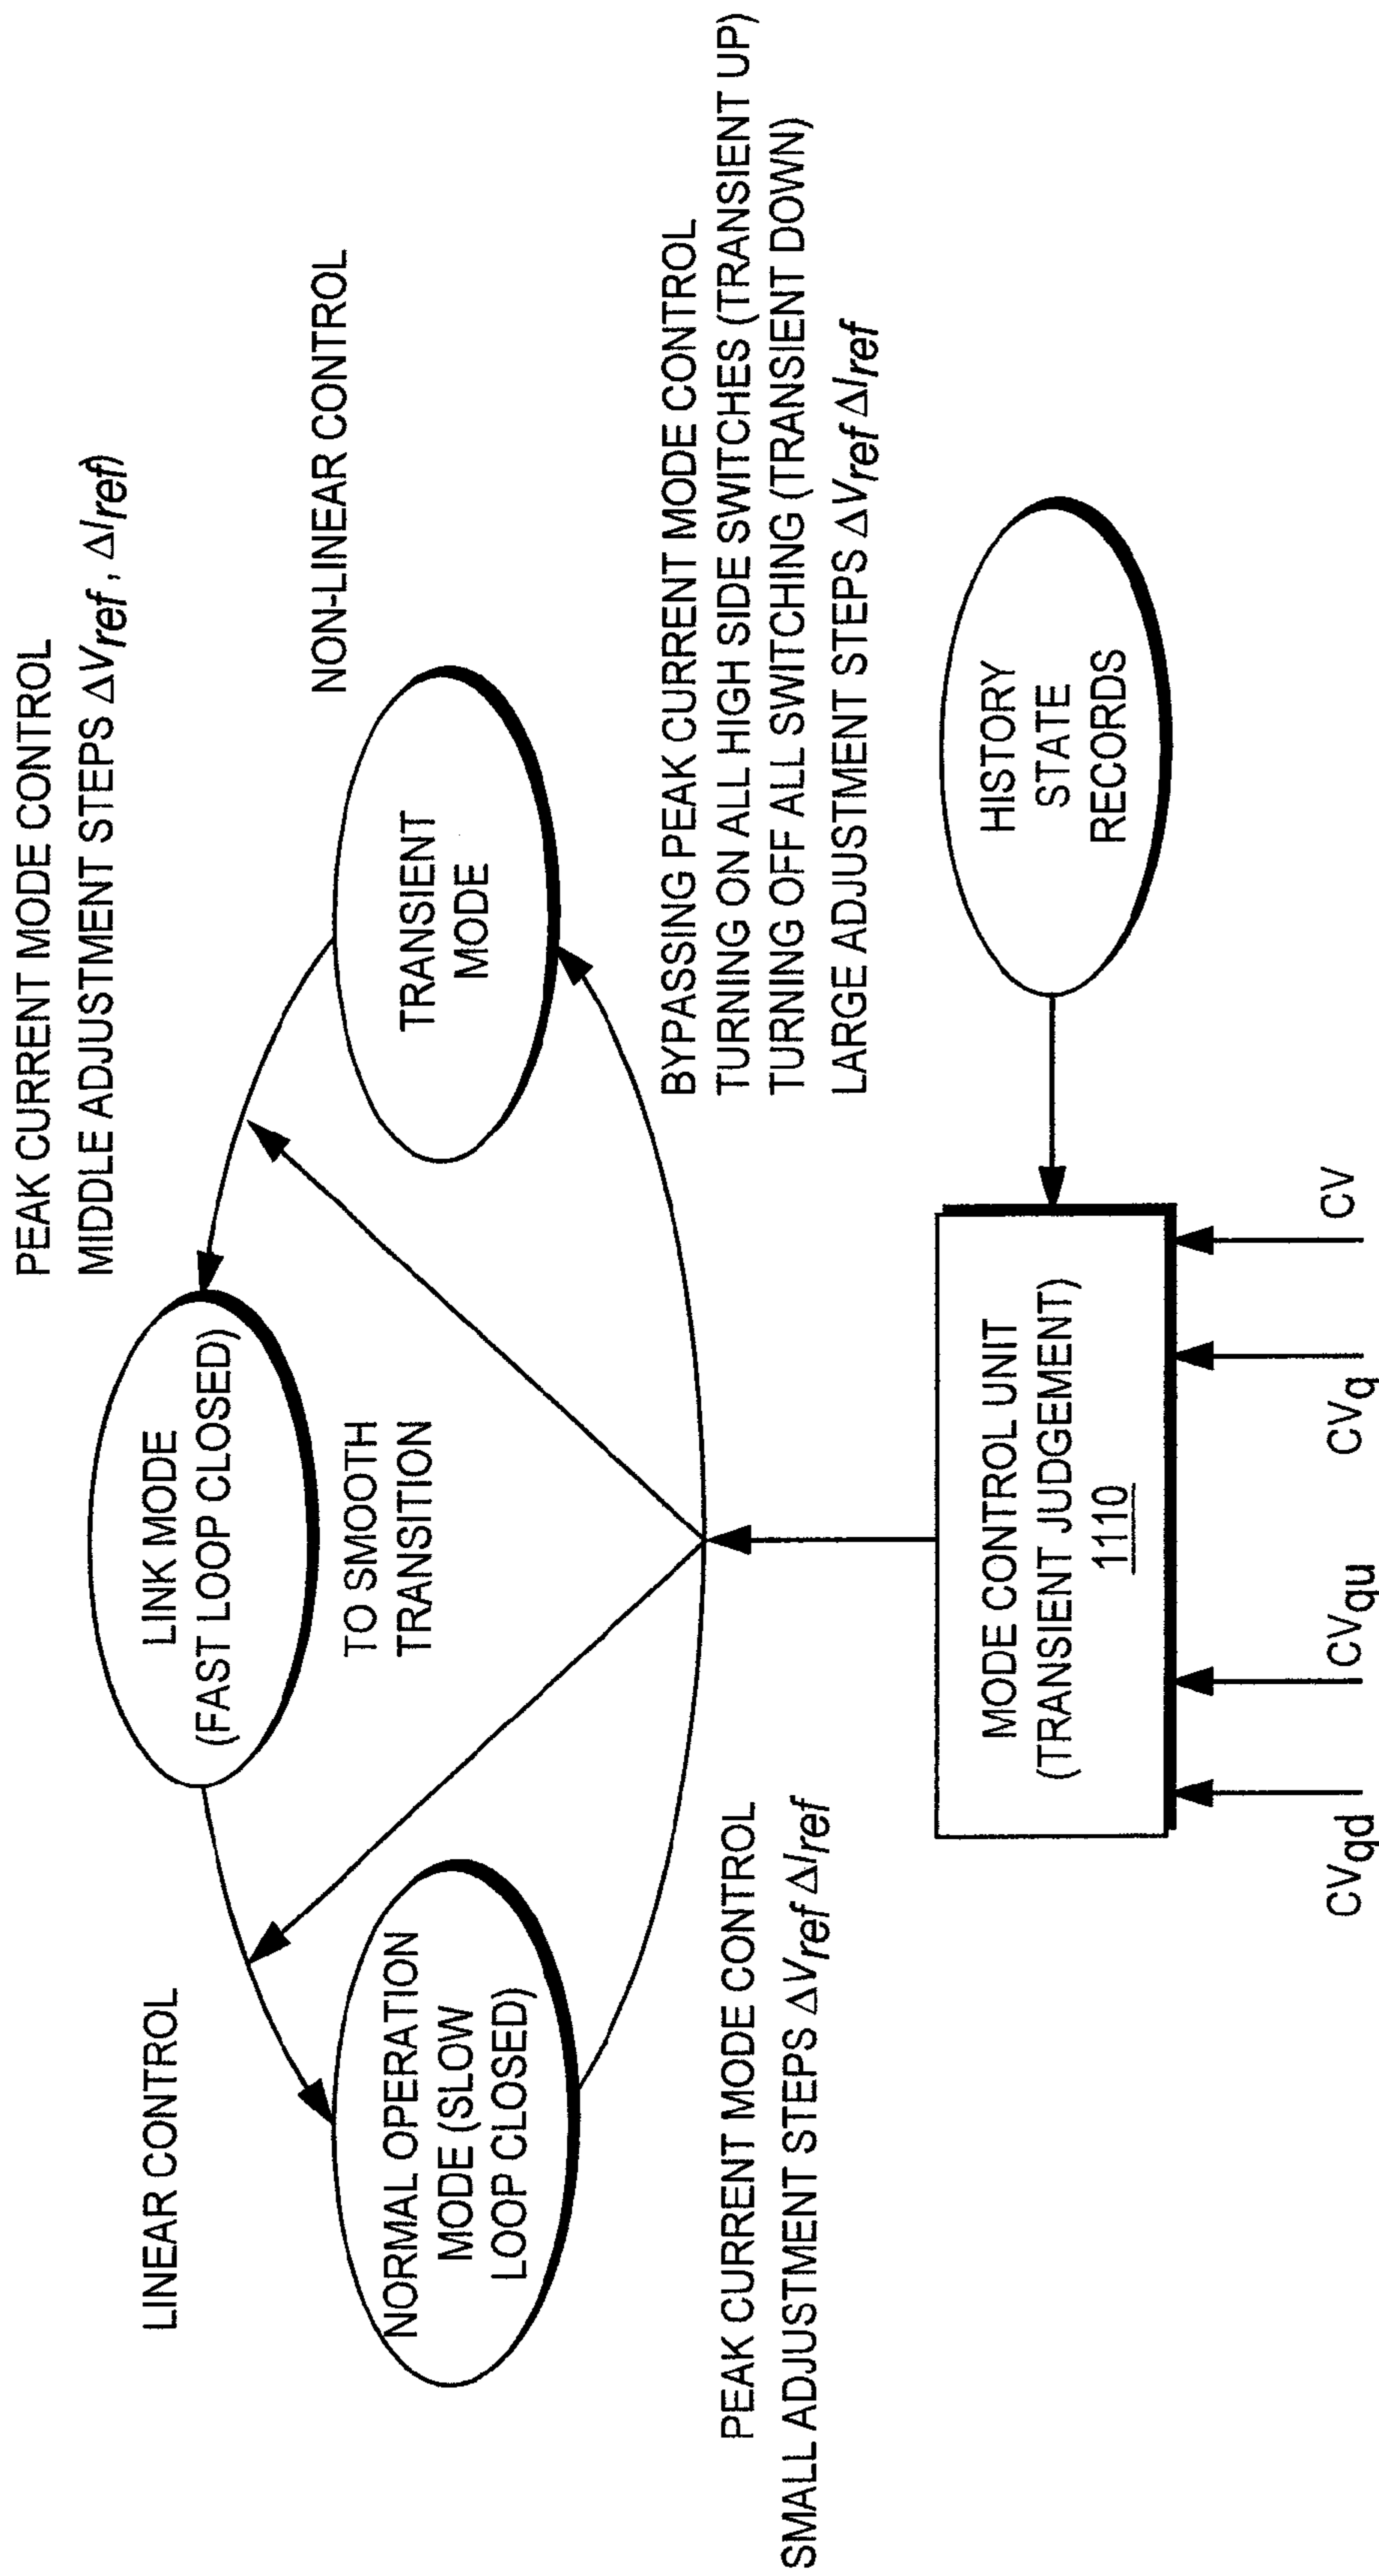 PEAK CURRENT MODE CONTROL
MIDDLE ADJUSTMENT STEPS ΔVref , ΔIref)
LINEAR CONTROL
LINK MODE
(FAST LOOP CLOSED)
NON-LINEAR CONTROL
TO SMOOTH
TRANSITION
NORMAL OPERATION
MODE (SLOW
LOOP CLOSED)
TRANSIENT
MODE
PEAK CURRENT MODE CONTROL
SMALL ADJUSTMENT STEPS ΔVref ΔIref
BYPASSING PEAK CURRENT MODE CONTROL
TURNING ON ALL HIGH SIDE SWITCHES (TRANSIENT UP)
TURNING OFF ALL SWITCHING (TRANSIENT DOWN)
LARGE ADJUSTMENT STEPS ΔVref ΔIref
MODE CONTROL UNIT
(TRANSIENT JUDGEMENT)
1110
HISTORY
STATE
RECORDS
CVqd
CVqu
CVq
CV